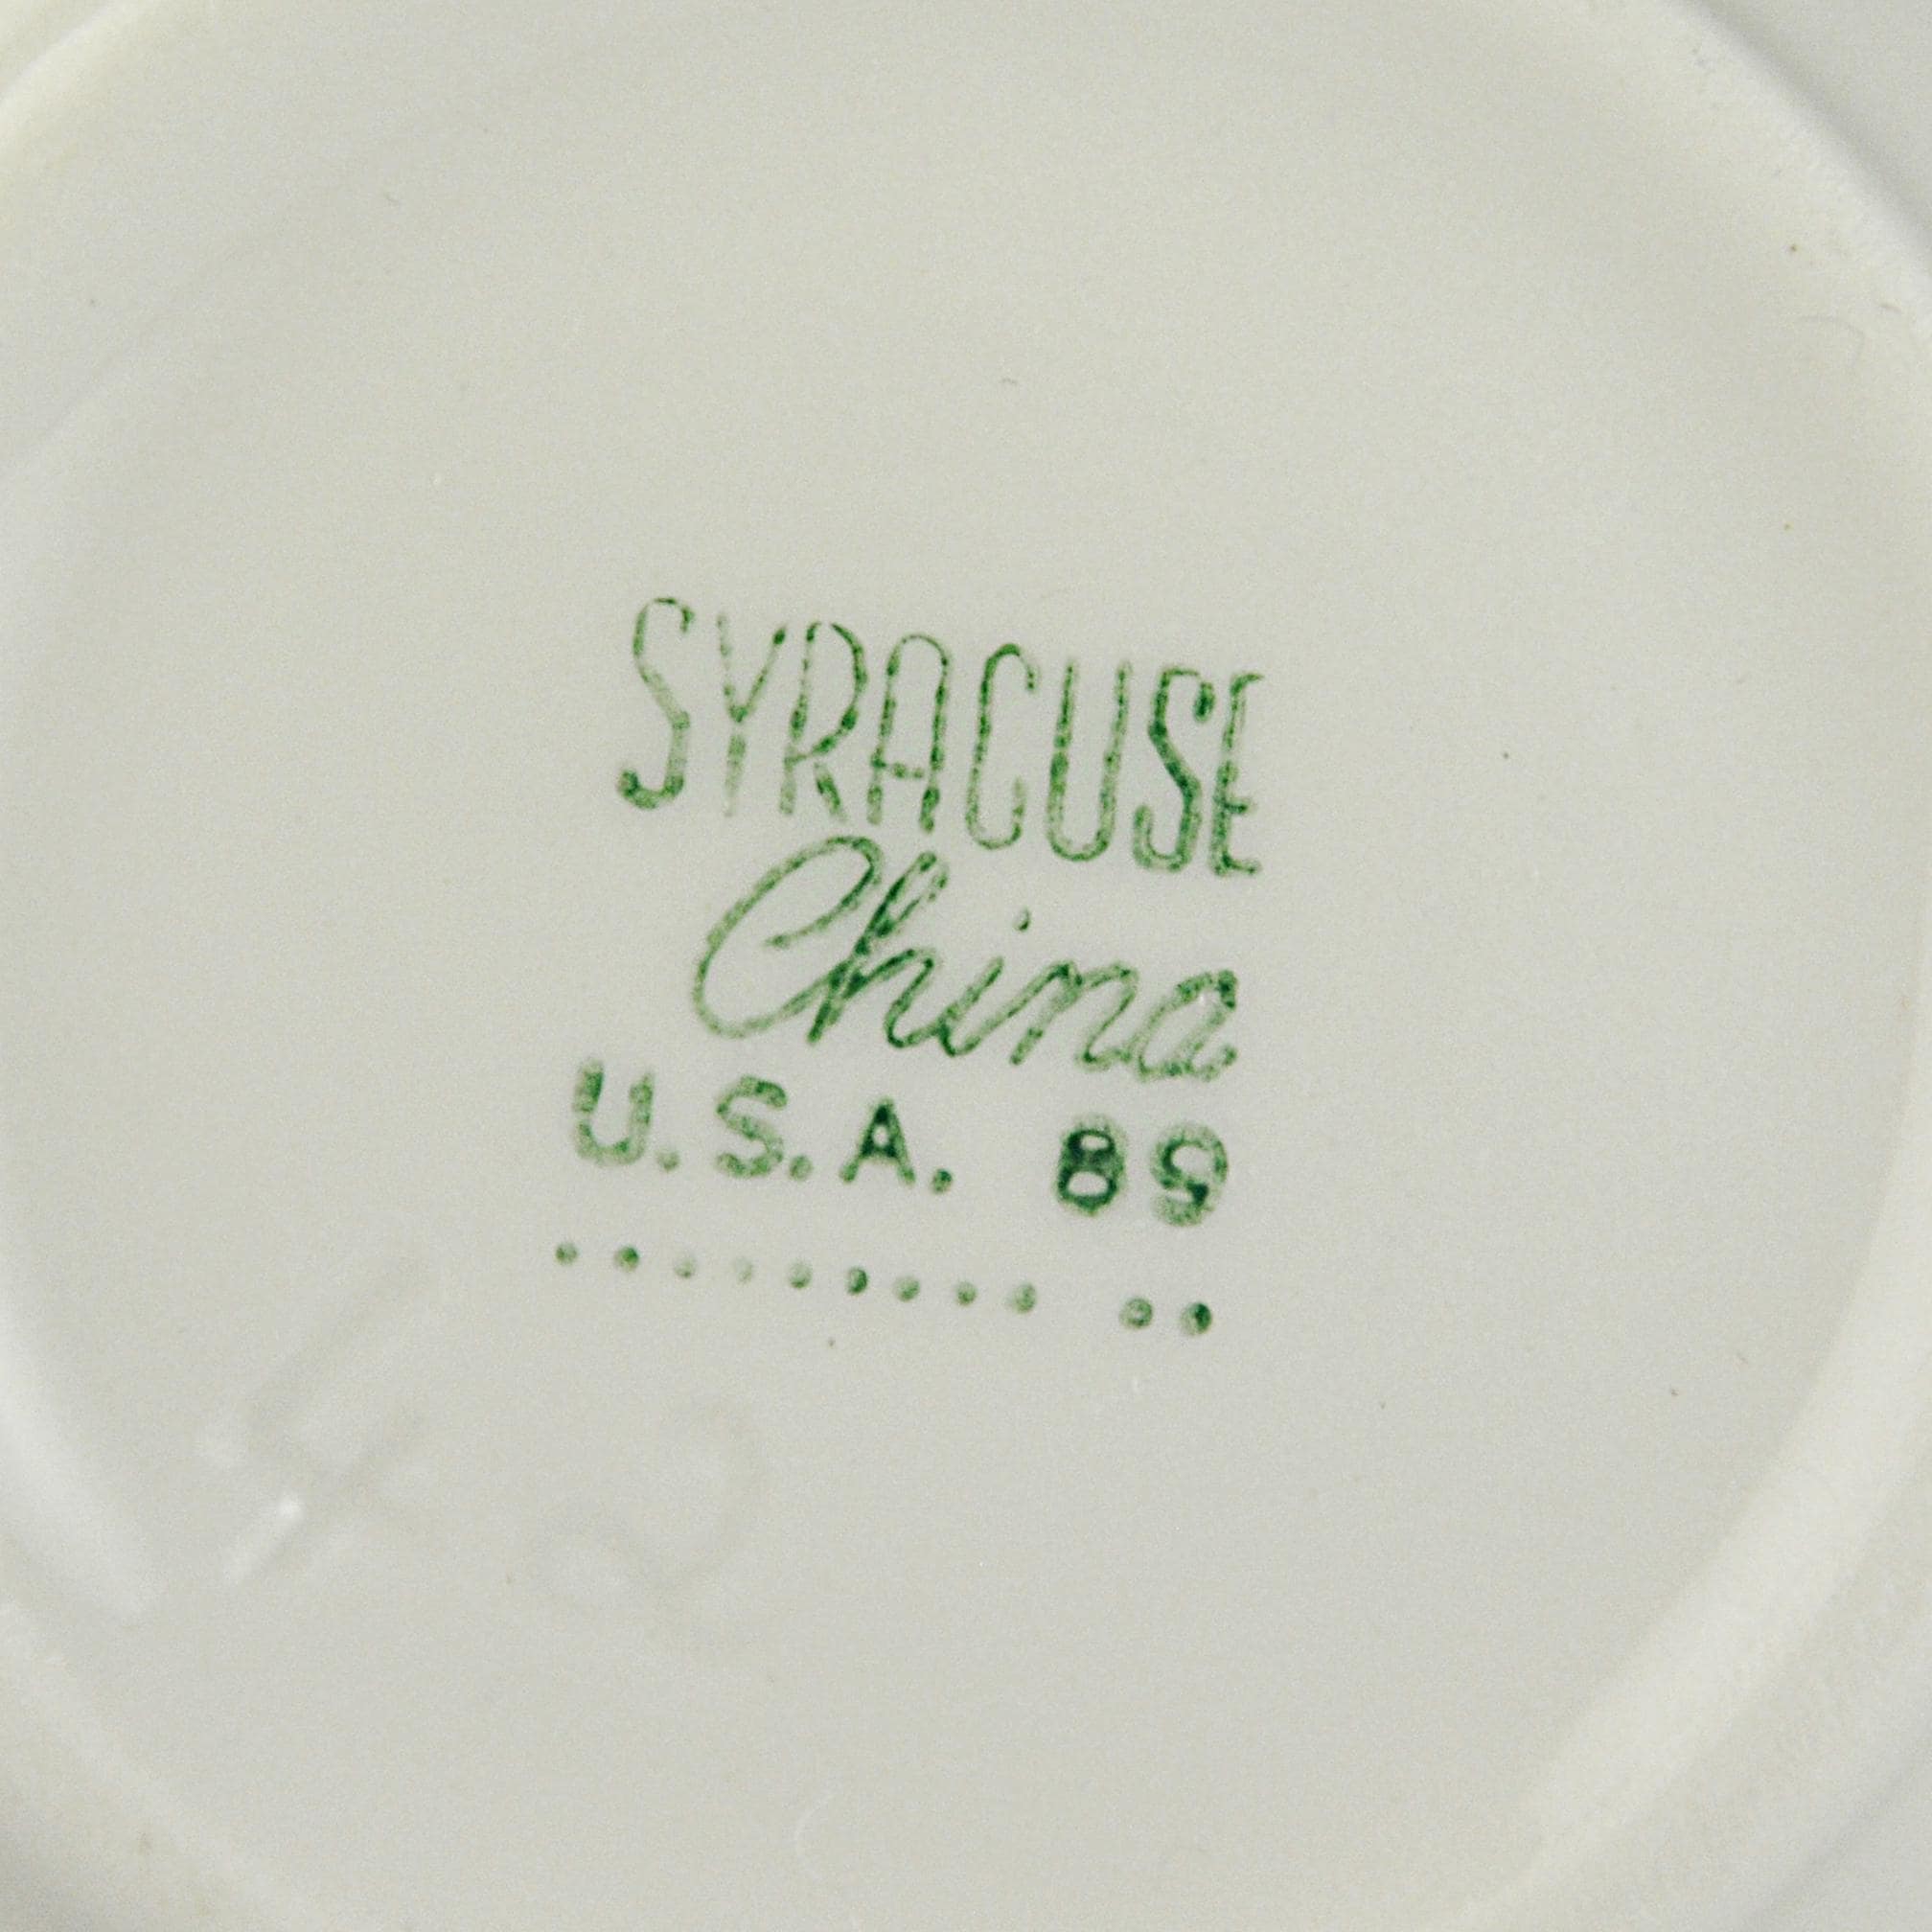 SYRACUSE
China
U.S.A. 89
......... ..